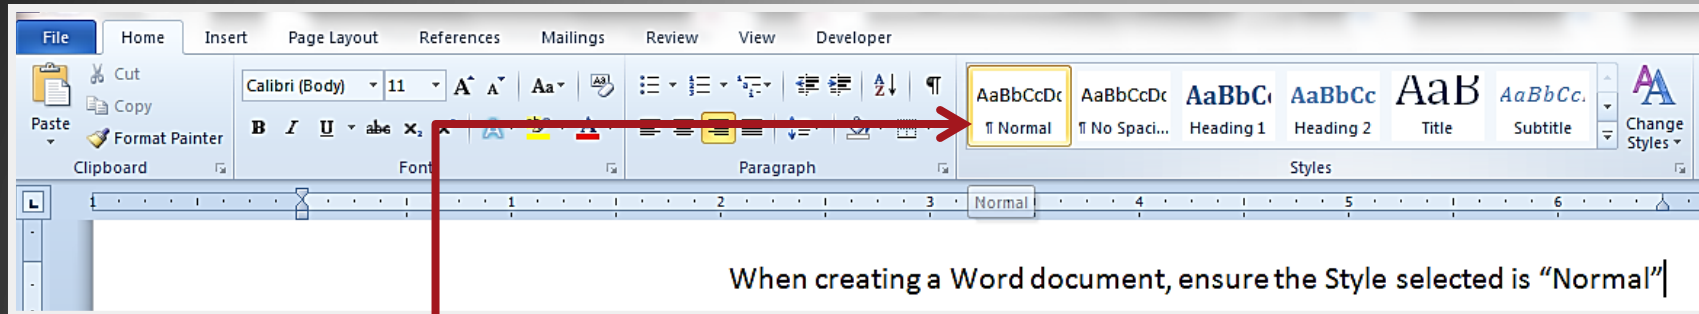 File Home Insert Page Layout References Mailings Review View Developer
Cut
Copy
Format Painter
Paste
Clipboard
Calibri (Body) 11 A A Aa
B I U abc x₂
Font
A Z ¶
Paragraph
AaBbCcDc AaBbCcDc AaBbC AaBbCc AaB AaBbCc.
¶ Normal ¶ No Spaci... Heading 1 Heading 2 Title Subtitle
Change
Styles
Styles
L 1 1 2 3 4 5 6
Normal
When creating a Word document, ensure the Style selected is “Normal”